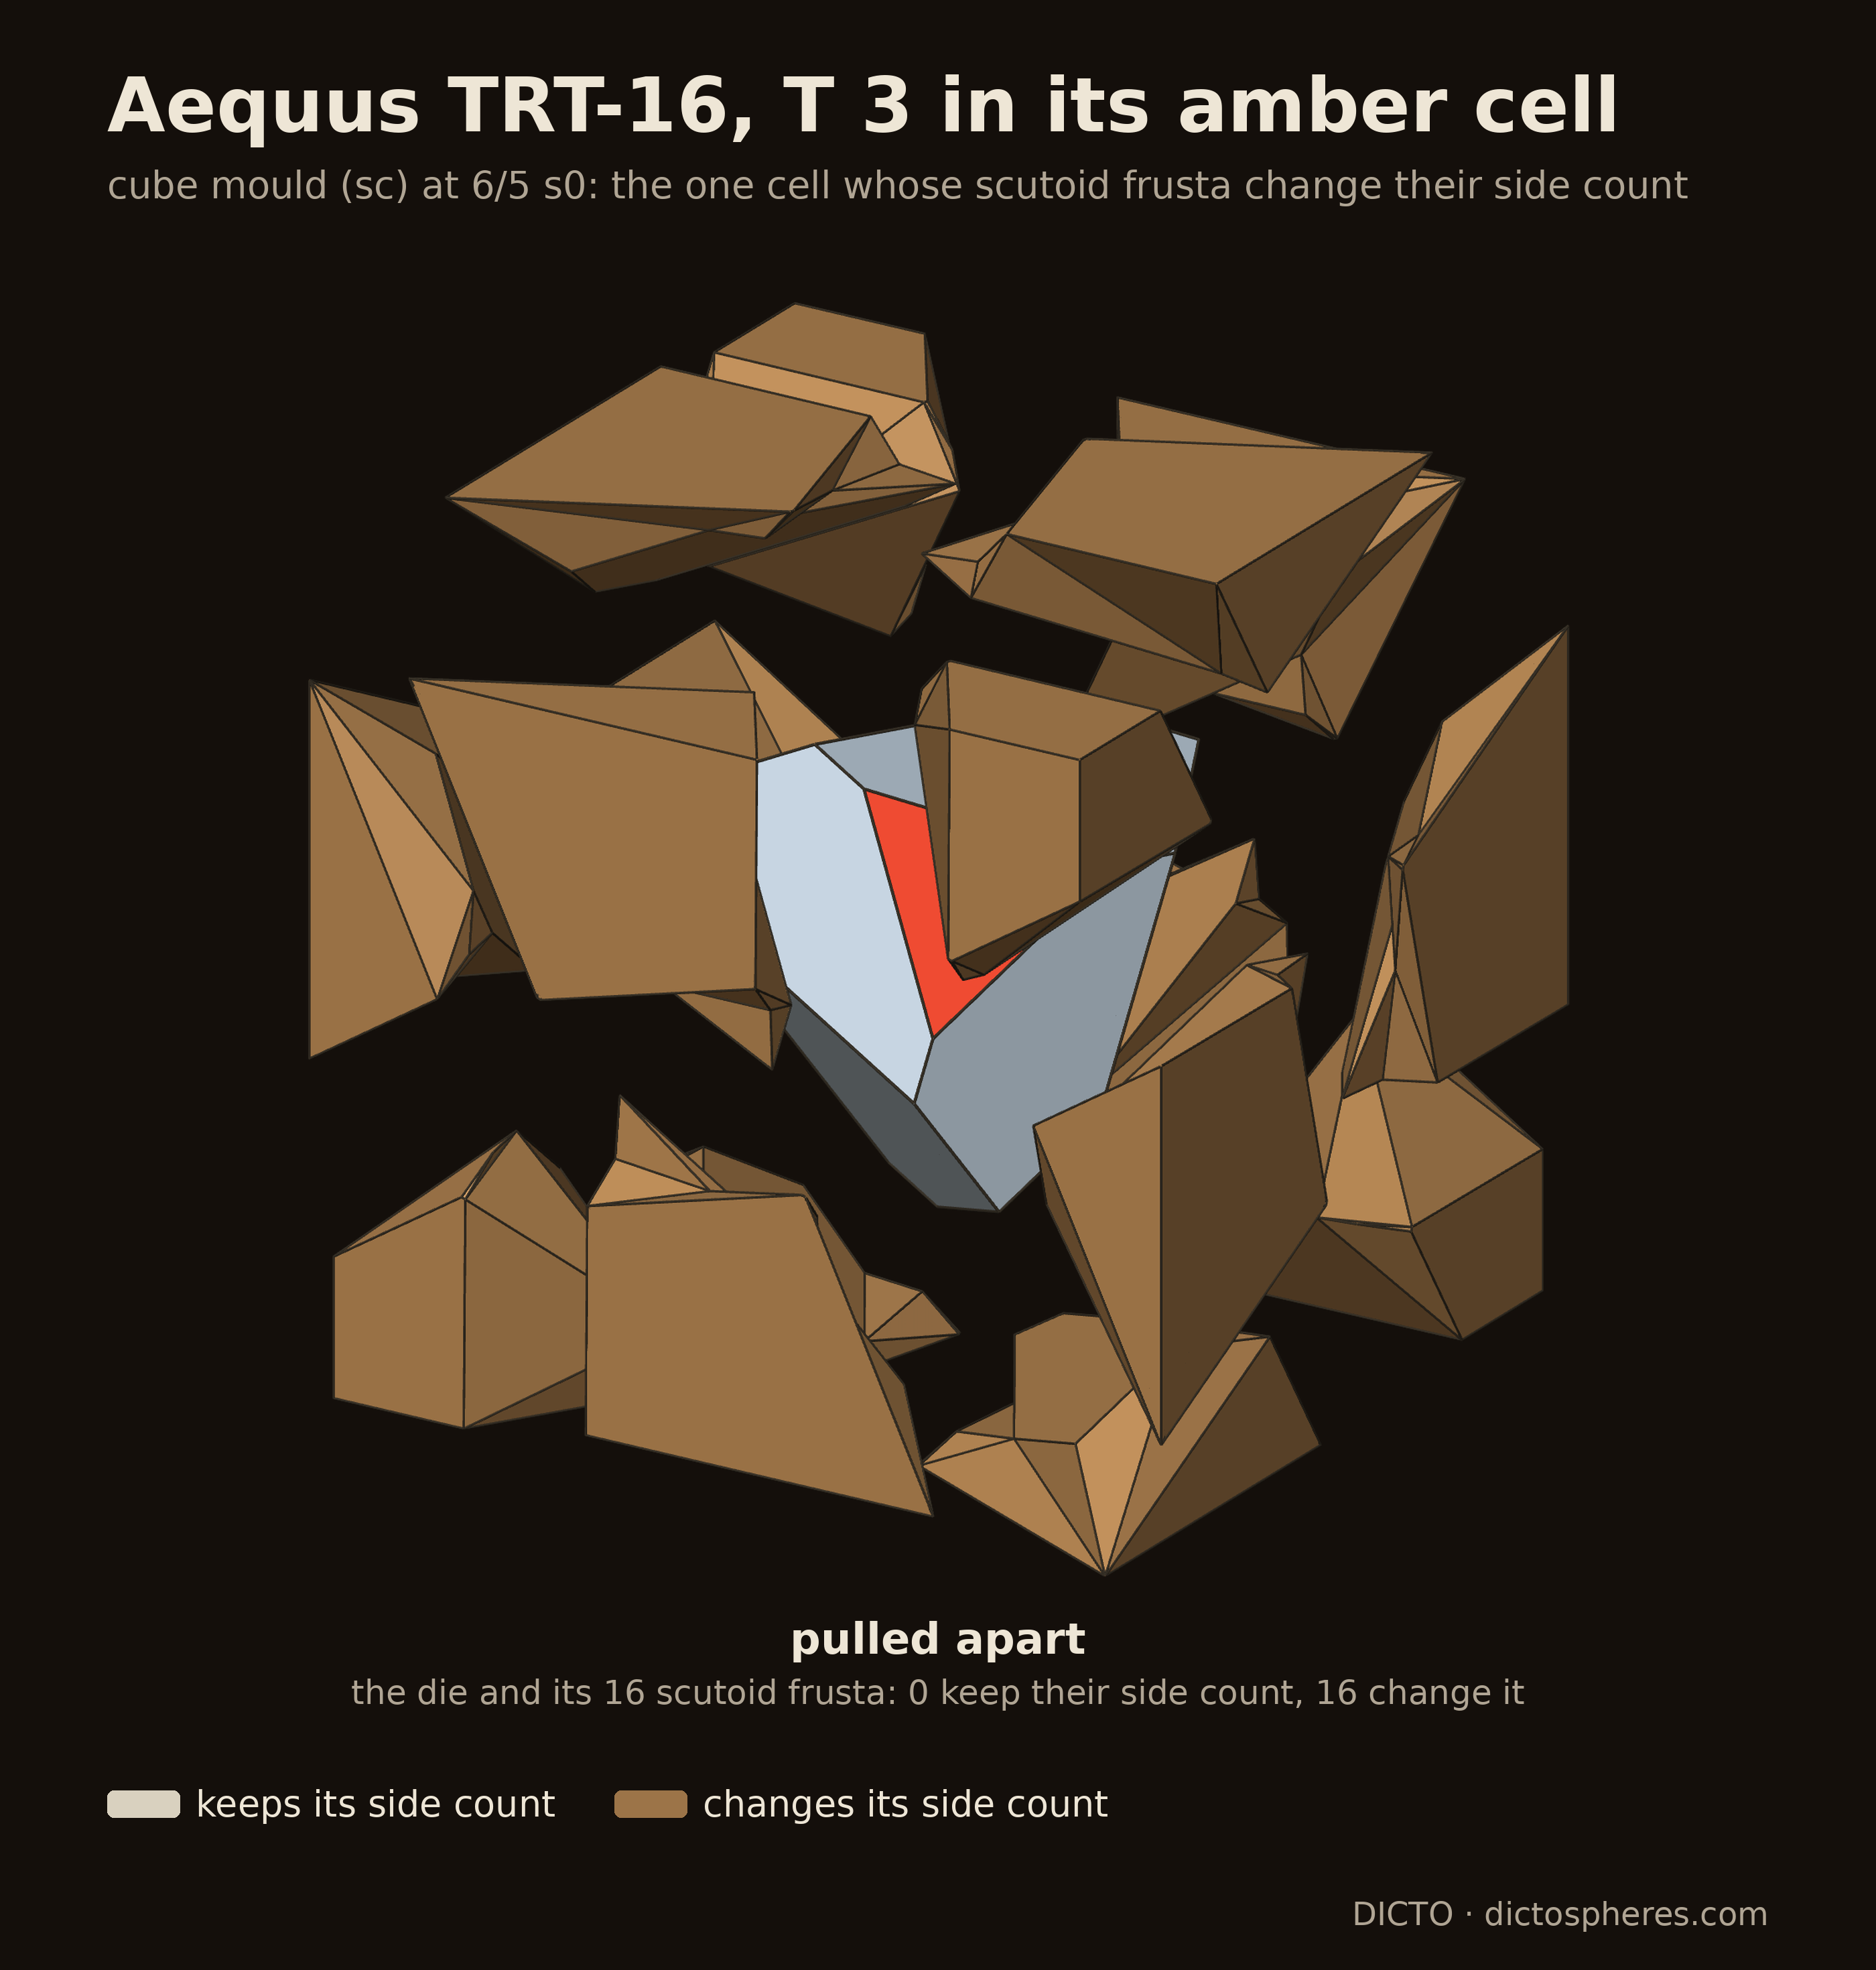 Aequus TRT-16, T 3 in its amber cell
cube mould (sc) at 6/5 s0: the one cell whose scutoid frusta change their side count
pulled apart
the die and its 16 scutoid frusta: 0 keep their side count, 16 change it
keeps its side count
changes its side count
DICTO · dictospheres.com